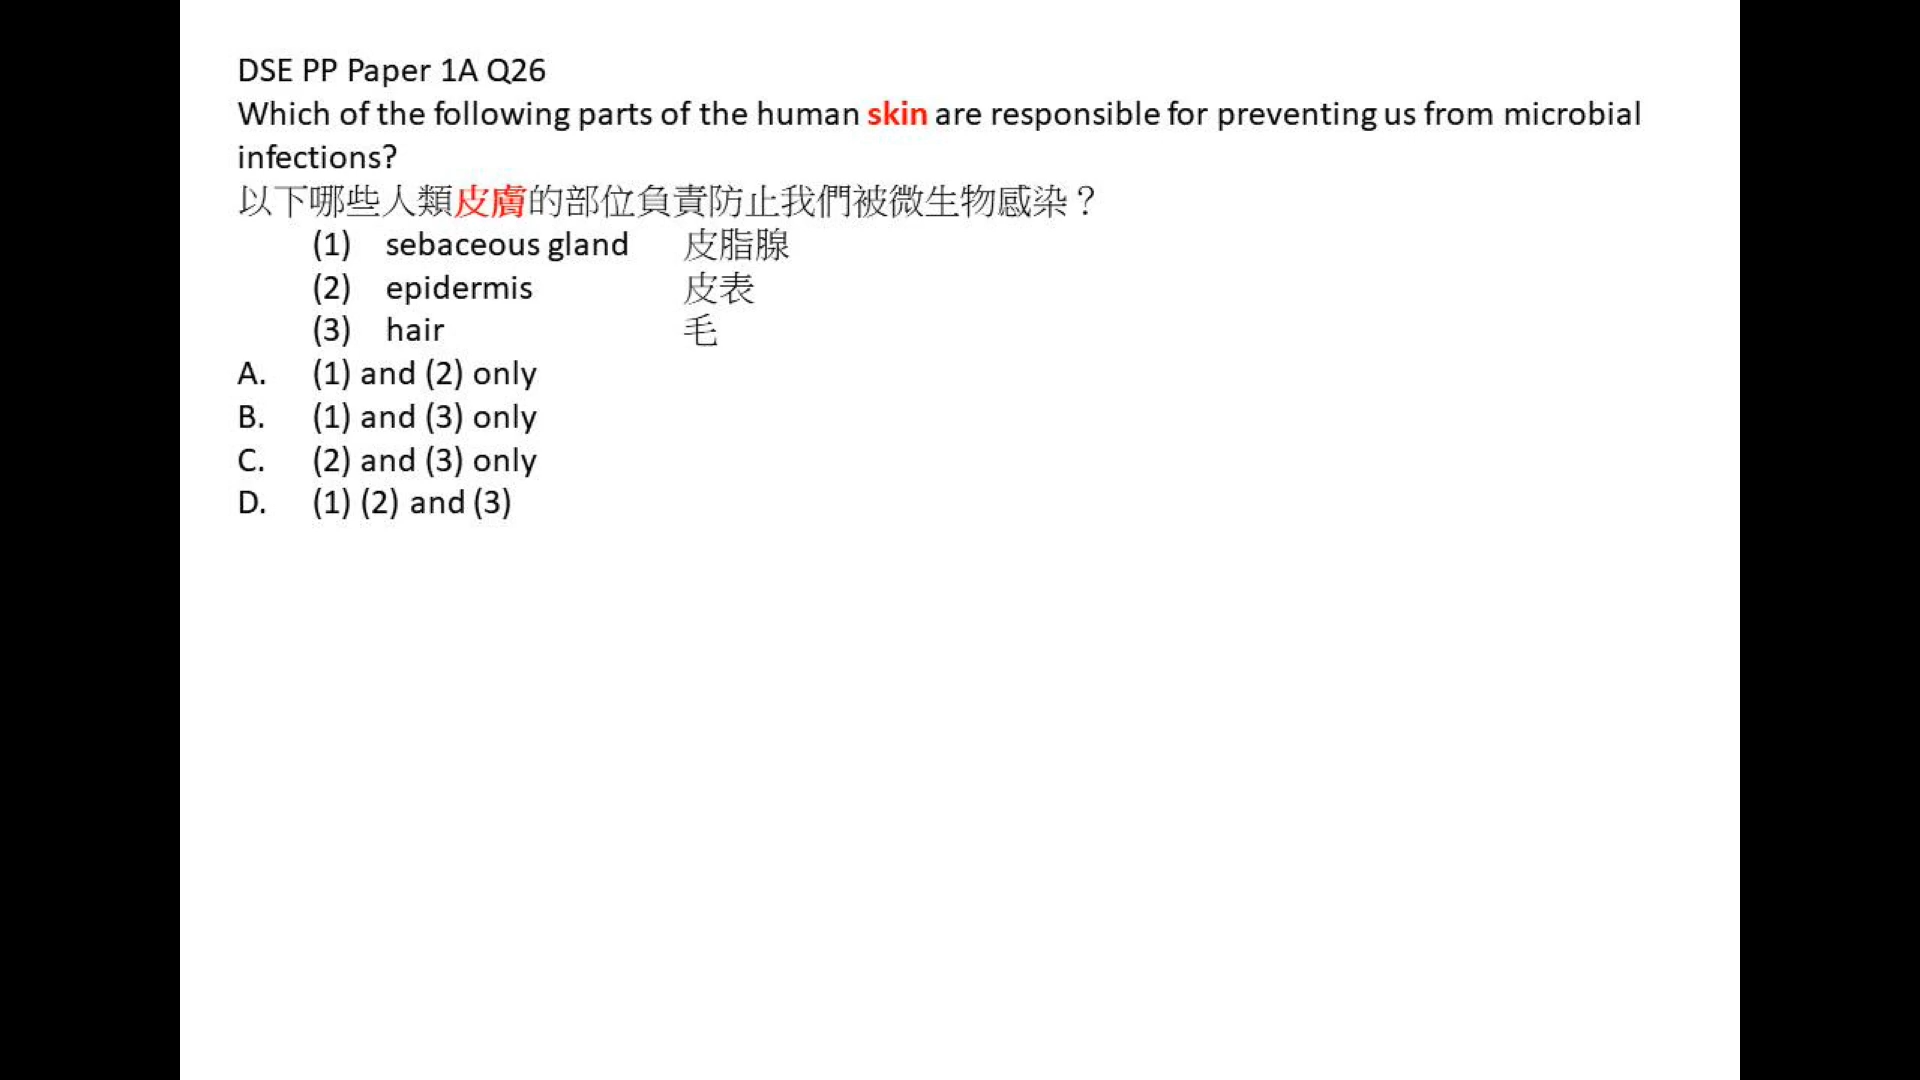 DSE PP Paper 1A Q26
Which of the following parts of the human skin are responsible for preventing us from microbial
infections?
以下哪些人類皮膚的部位負責防止我們被微生物感染？
(1) sebaceous gland 皮脂腺
(2) epidermis 皮表
(3) hair 毛
A. (1) and (2) only
B. (1) and (3) only
C. (2) and (3) only
D. (1) (2) and (3)